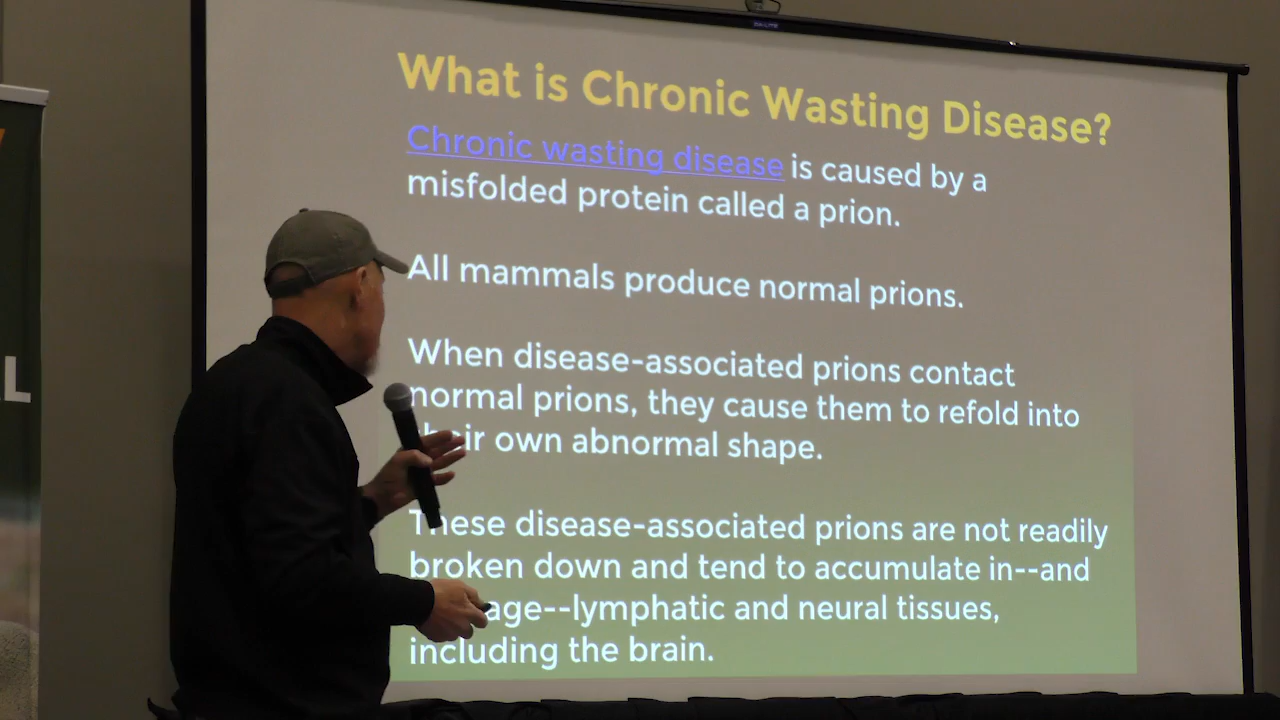 What is Chronic Wasting Disease?
Chronic wasting disease is caused by a
misfolded protein called a prion.
All mammals produce normal prions.
When disease-associated prions contact
normal prions, they cause them to refold into
their own abnormal shape.
These disease-associated prions are not readily
broken down and tend to accumulate in--and
age--lymphatic and neural tissues,
including the brain.
L